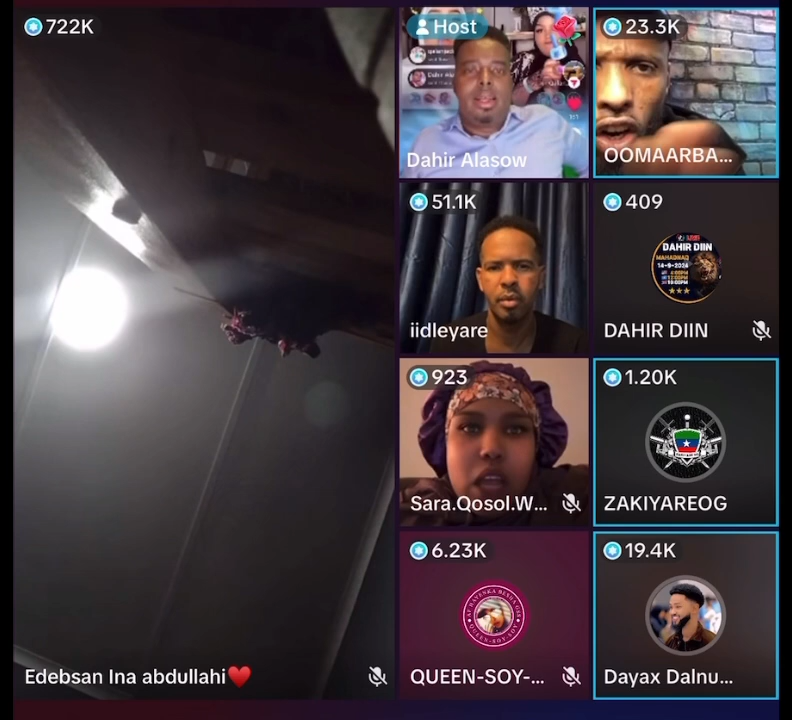 722K
Edebsan Ina abdullahi❤️
Host
Dahir Alasow
23.3K
OOMAARBA...
51.1K
iidleyare
409
DAHIR DIIN
DAHIR DIIN
923
Sara.Qosol.W...
1.20K
ZAKIYAREOG
6.23K
QUEEN-SOY-...
19.4K
Dayax Dalnu...